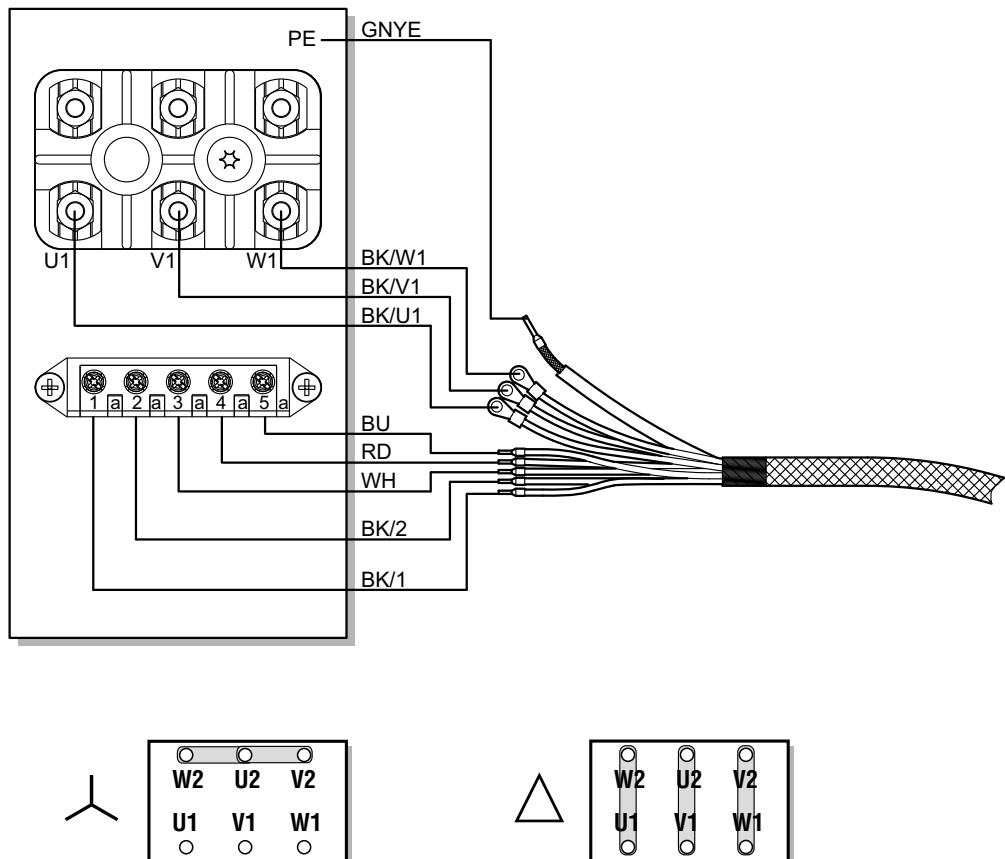 PE GNYE
U1 V1 W1
BK/W1
BK/V1
BK/U1
1 a 2 a 3 a 4 a 5 a
BU
RD
WH
BK/2
BK/1
W2 U2 V2
U1 V1 W1
W2 U2 V2
U1 V1 W1